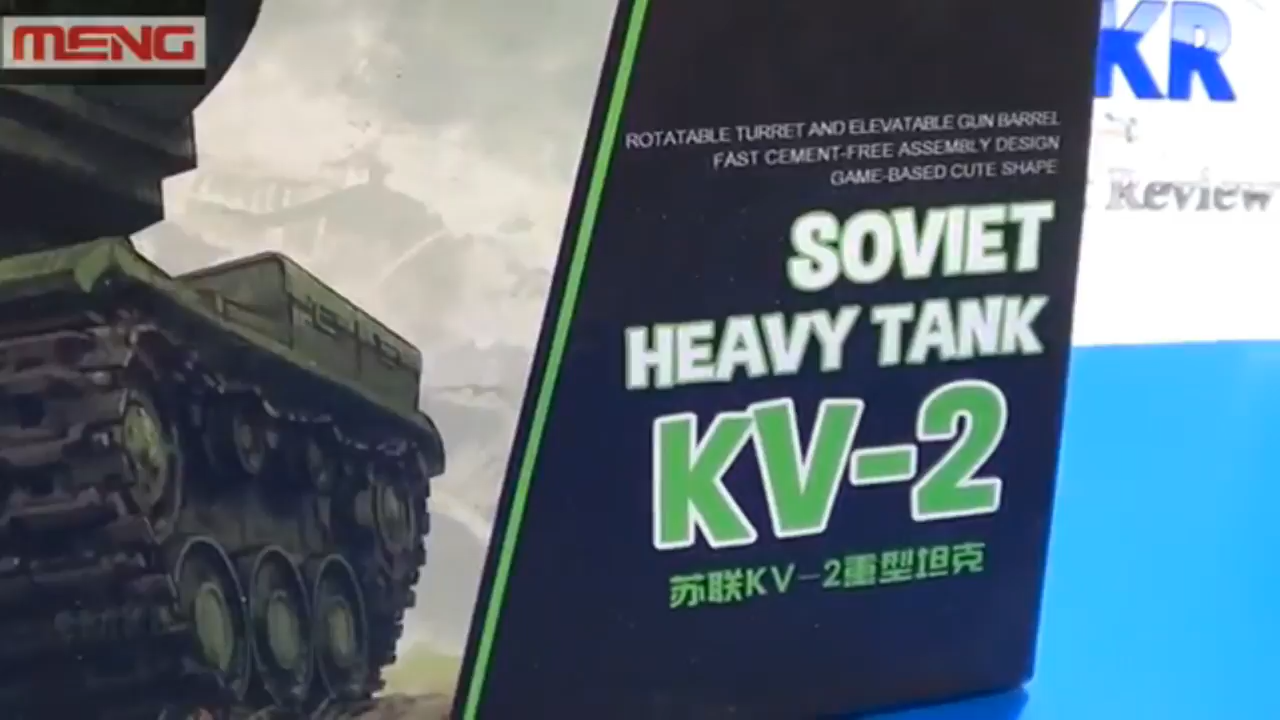 MENG
KR
Review
ROTATABLE TURRET AND ELEVATABLE GUN BARREL
FAST CEMENT-FREE ASSEMBLY DESIGN
GAME-BASED CUTE SHAPE
SOVIET
HEAVY TANK
KV-2
苏联KV-2重型坦克